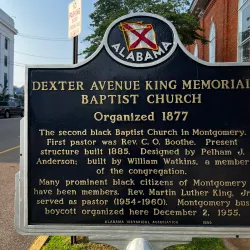 ALABAMA
DEXTER AVENUE KING MEMORIAL
BAPTIST CHURCH
Organized 1877
The second black Baptist Church in Montgomery.
First pastor was Rev. C. O. Boothe. Present
structure built 1885. Designed by Pelham J.
Anderson; built by William Watkins, a member
of the congregation.
Many prominent black citizens of Montgomery
have been members. Rev. Martin Luther King, Jr.
served as pastor (1954-1960). Montgomery bus
boycott organized here December 2, 1955.
ALABAMA HISTORICAL ASSOCIATION